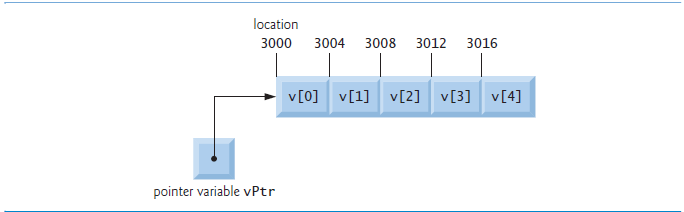 location
3000 3004 3008 3012 3016
v[0] v[1] v[2] v[3] v[4]
pointer variable vPtr